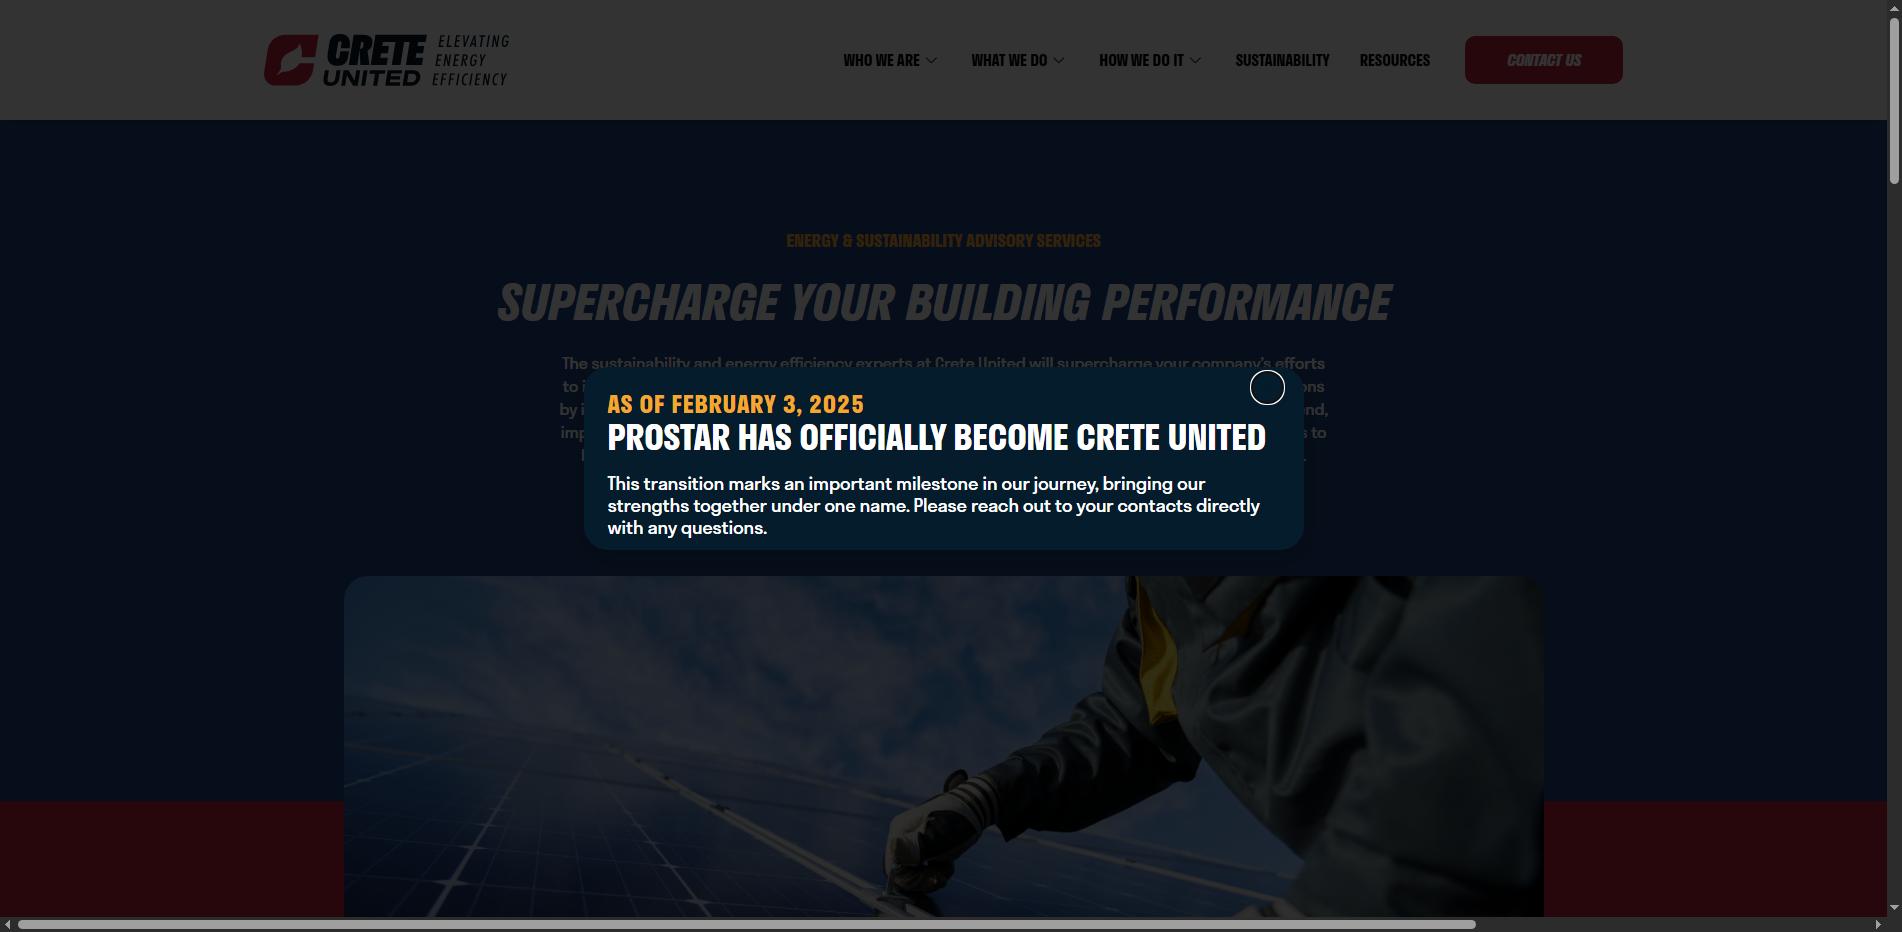 CRETE UNITED
ELEVATING
ENERGY
EFFICIENCY
WHO WE ARE
WHAT WE DO
HOW WE DO IT
SUSTAINABILITY
RESOURCES
CONTACT US
ENERGY & SUSTAINABILITY ADVISORY SERVICES
SUPERCHARGE YOUR BUILDING PERFORMANCE
The sustainability and energy efficiency experts at Crete United will supercharge your company's efforts
to
by
to
AS OF FEBRUARY 3, 2025
PROSTAR HAS OFFICIALLY BECOME CRETE UNITED
This transition marks an important milestone in our journey, bringing our
strengths together under one name. Please reach out to your contacts directly
with any questions.